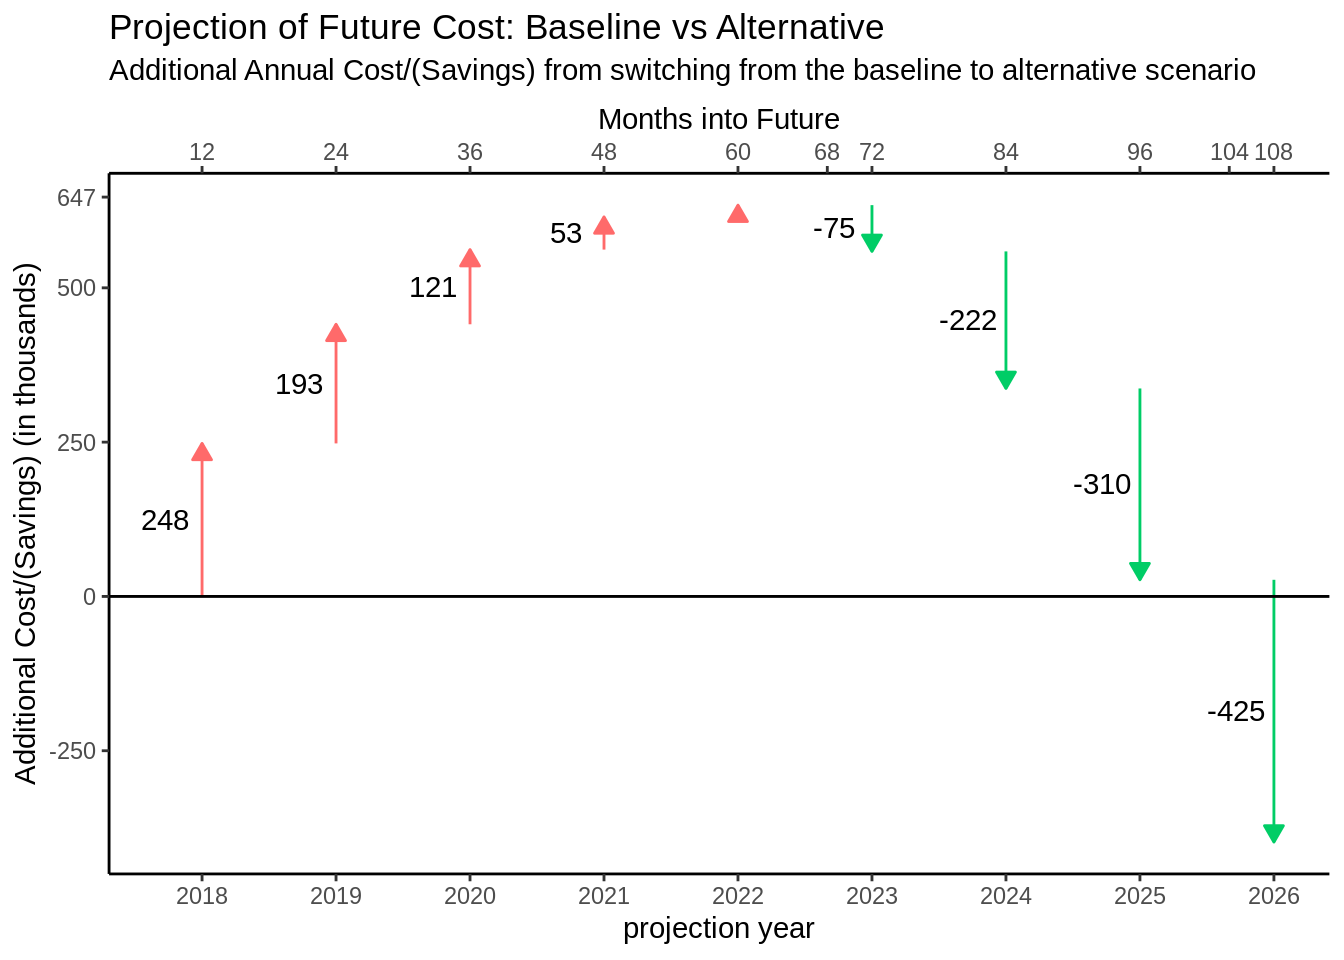 Projection of Future Cost: Baseline vs Alternative
Additional Annual Cost/(Savings) from switching from the baseline to alternative scenario
Months into Future
12 24 36 48 60 68 72 84 96 104 108
Additional Cost/(Savings) (in thousands)
647
500
250
0
-250
248
193
121
53
-75
-222
-310
-425
2018 2019 2020 2021 2022 2023 2024 2025 2026
projection year